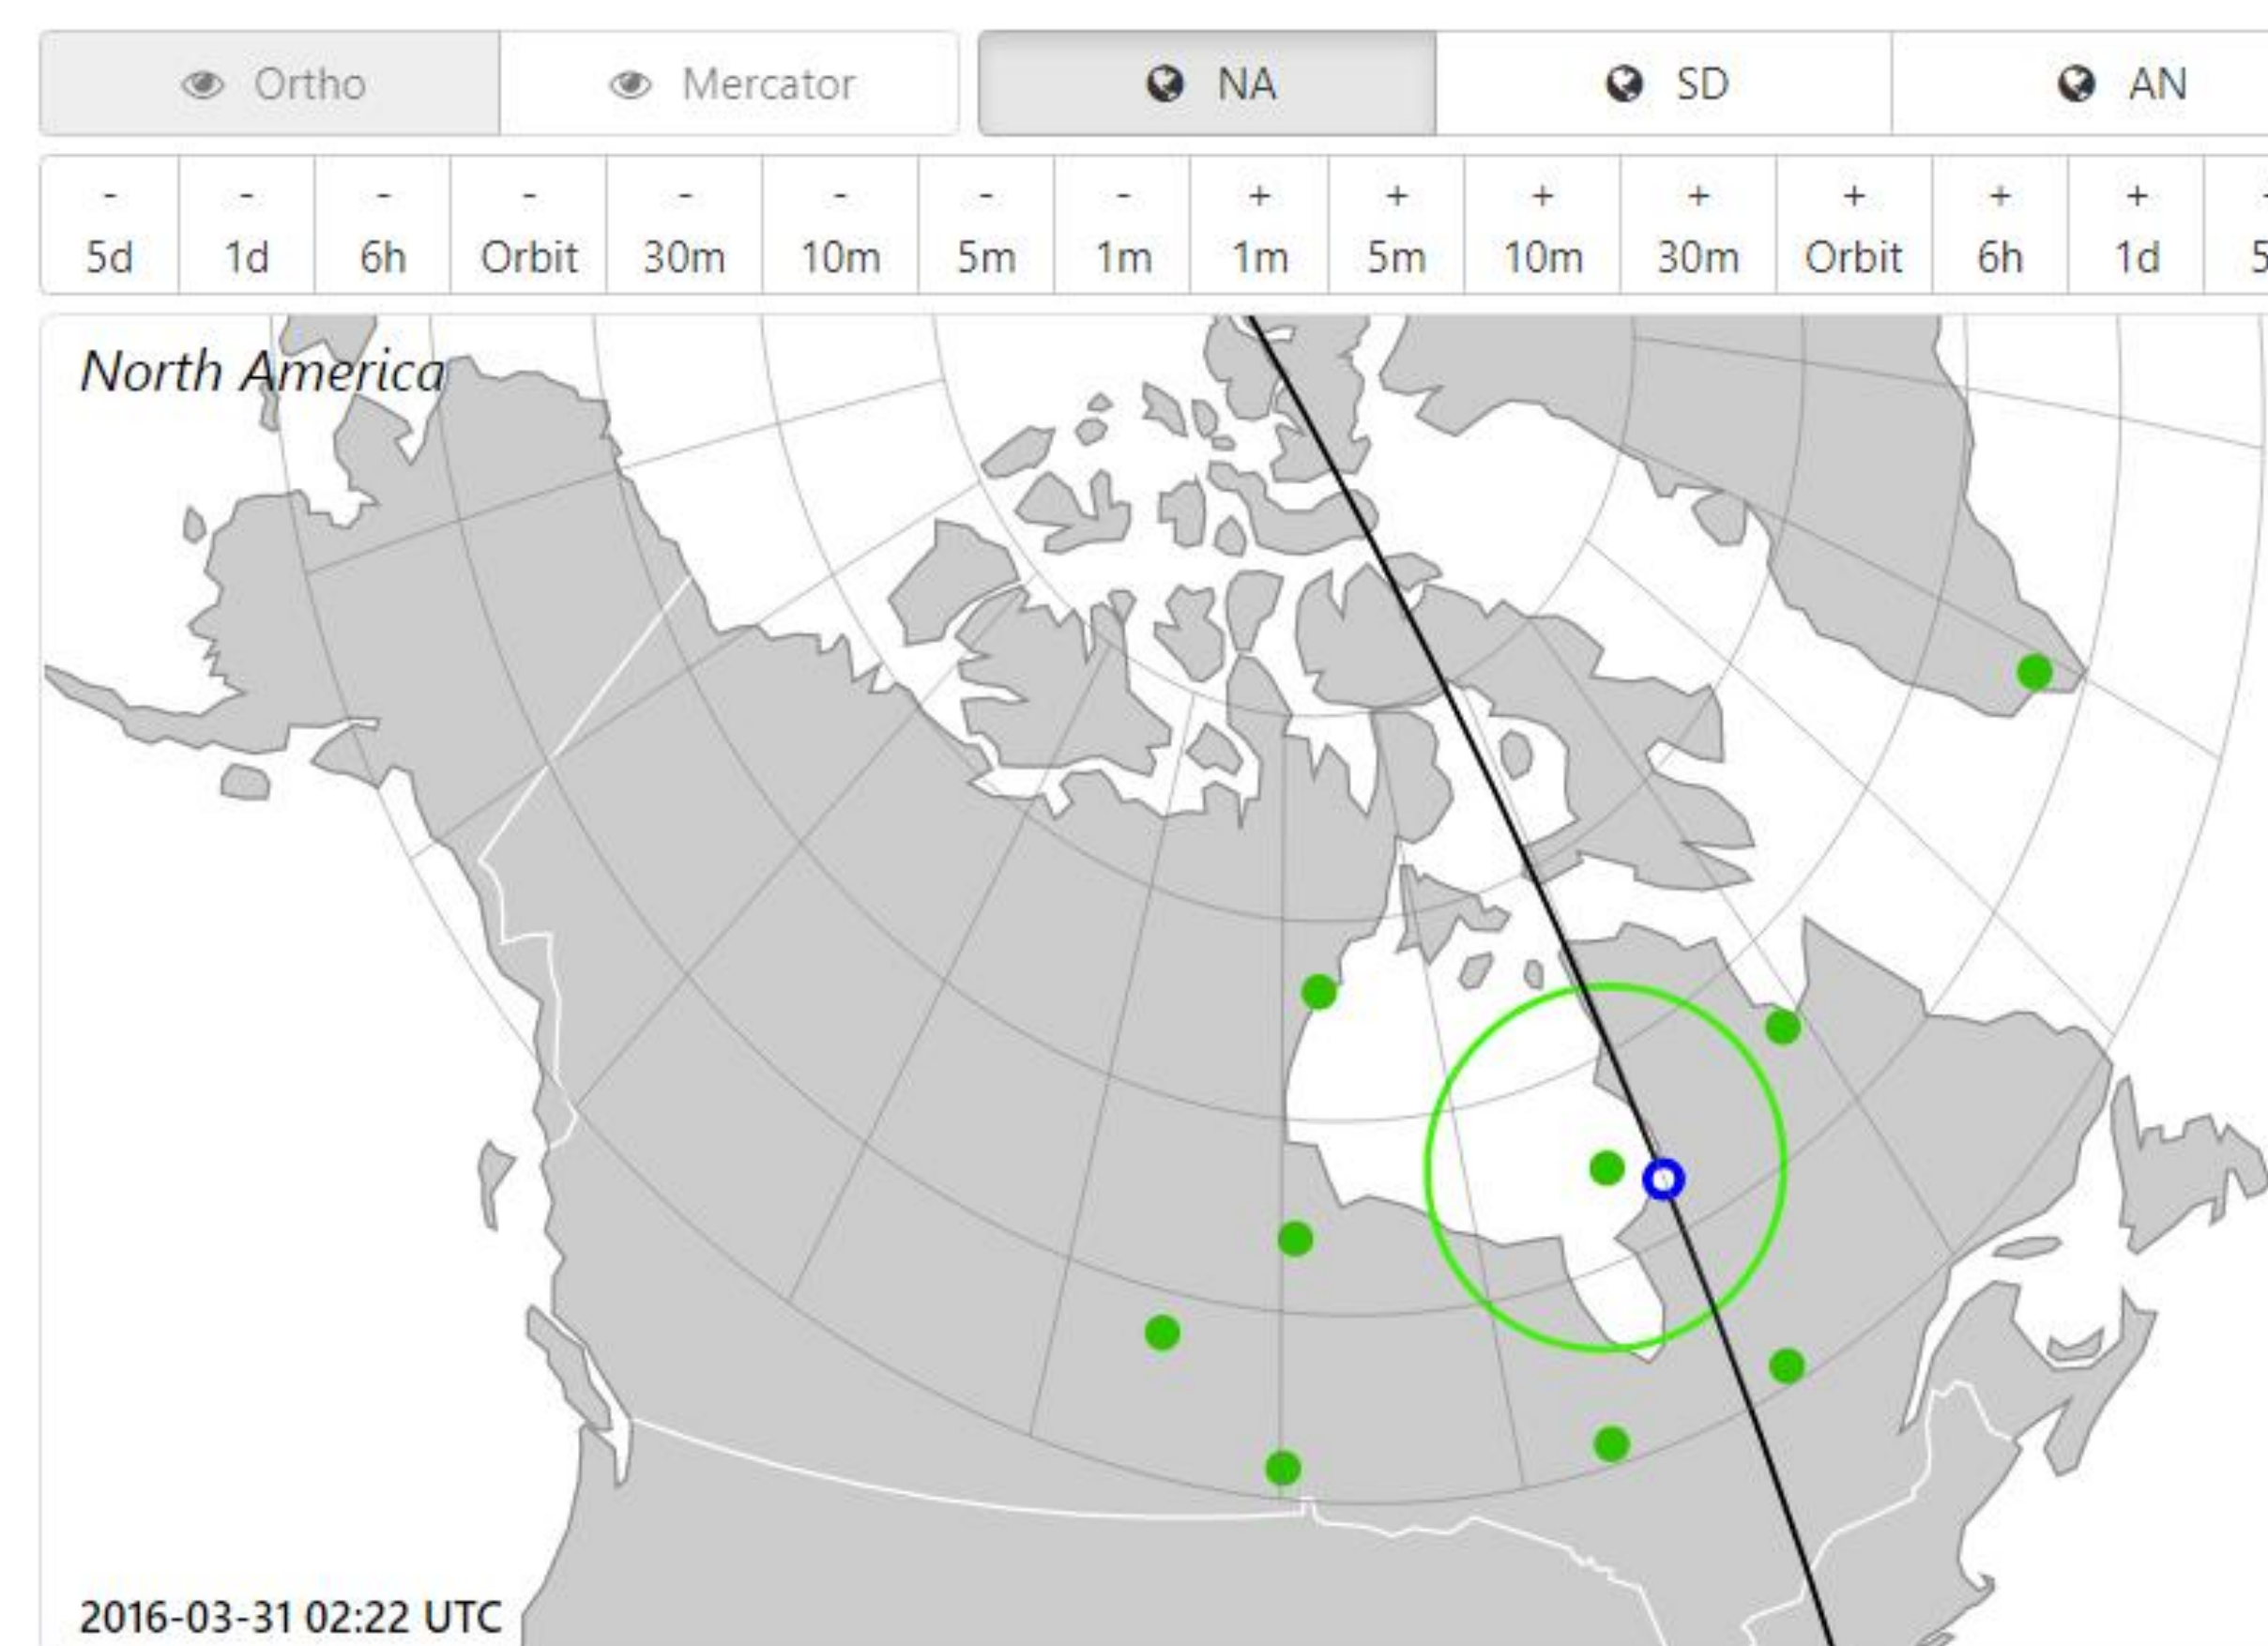 Ortho Mercator NA SD AN
- - - - - - - - + + + + + + +
5d 1d 6h Orbit 30m 10m 5m 1m 1m 5m 10m 30m Orbit 6h 1d 5
North America
2016-03-31 02:22 UTC